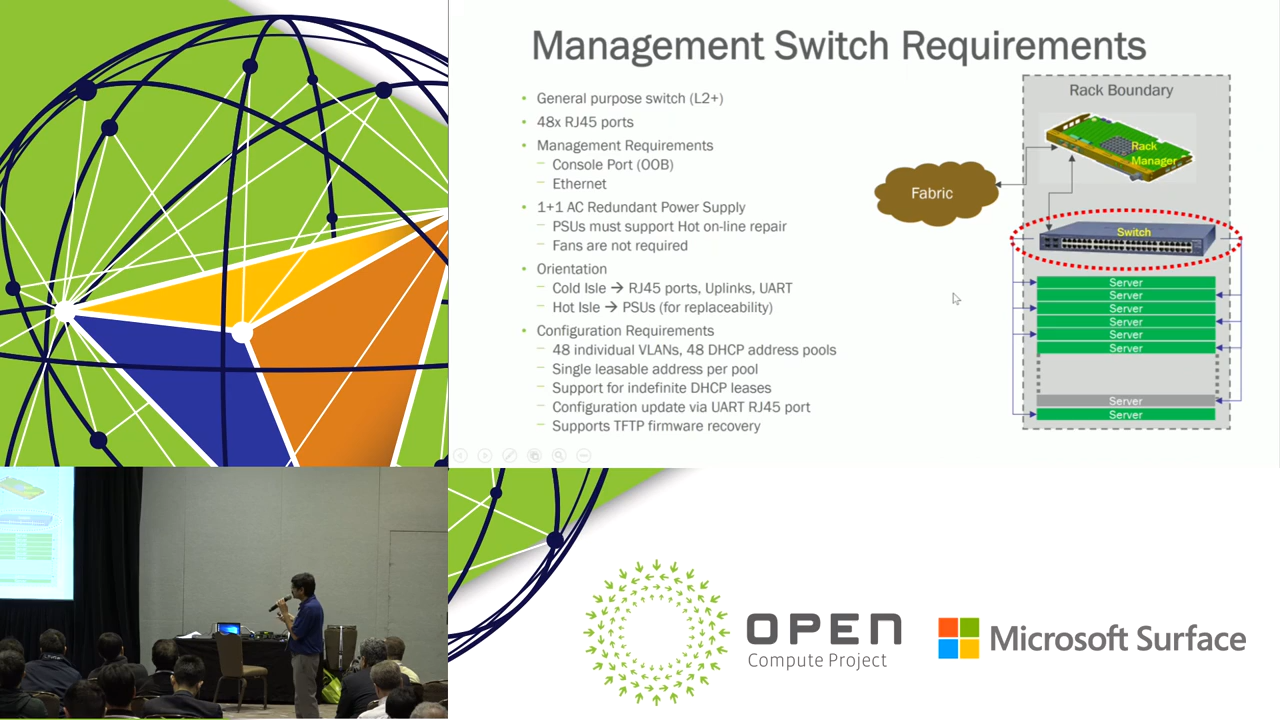 Management Switch Requirements
• General purpose switch (L2+)
• 48x RJ45 ports
• Management Requirements
– Console Port (OOB)
– Ethernet
• 1+1 AC Redundant Power Supply
– PSUs must support Hot on-line repair
– Fans are not required
• Orientation
– Cold Isle → RJ45 ports, Uplinks, UART
– Hot Isle → PSUs (for replaceability)
• Configuration Requirements
– 48 individual VLANs, 48 DHCP address pools
– Single leasable address per pool
– Support for indefinite DHCP leases
– Configuration update via UART RJ45 port
– Supports TFTP firmware recovery
Rack Boundary
Rack
Manager
Fabric
Switch
Server
Server
Server
Server
Server
Server
Server
Server
OPEN
Compute Project
Microsoft Surface